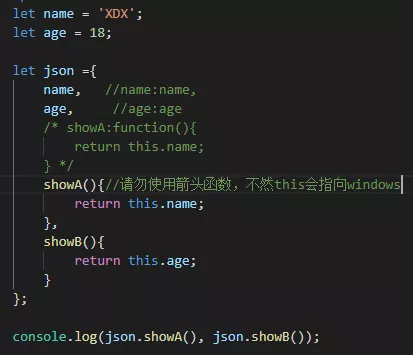 let name = 'XDX';
let age = 18;
let json ={
name,   //name:name,
age,     //age:age
/* showA:function(){
return this.name;
} */
showA(){//请勿使用箭头函数，不然this会指向windows
return this.name;
},
showB(){
return this.age;
}
};
console.log(json.showA(), json.showB());